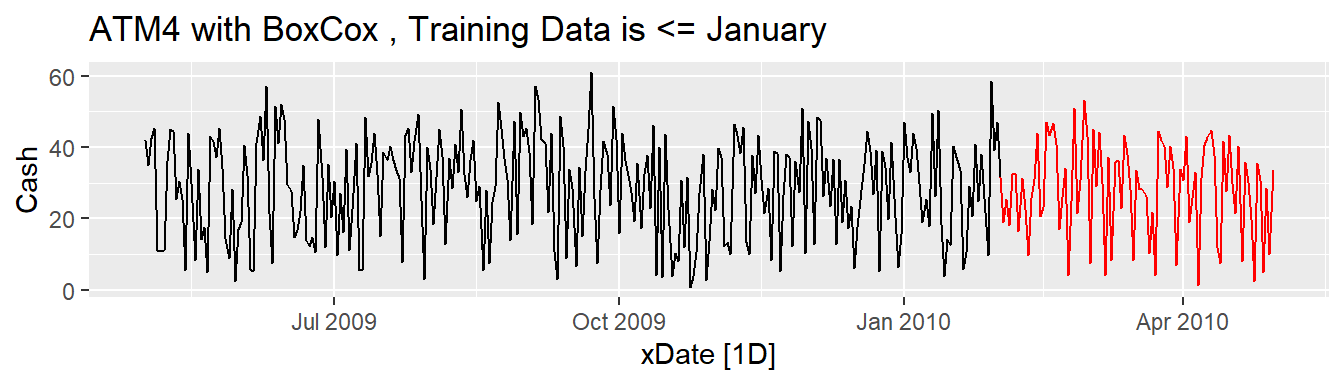 ATM4 with BoxCox , Training Data is <= January
60
40
20
0
Cash
Jul 2009
Oct 2009
Jan 2010
Apr 2010
xDate [1D]